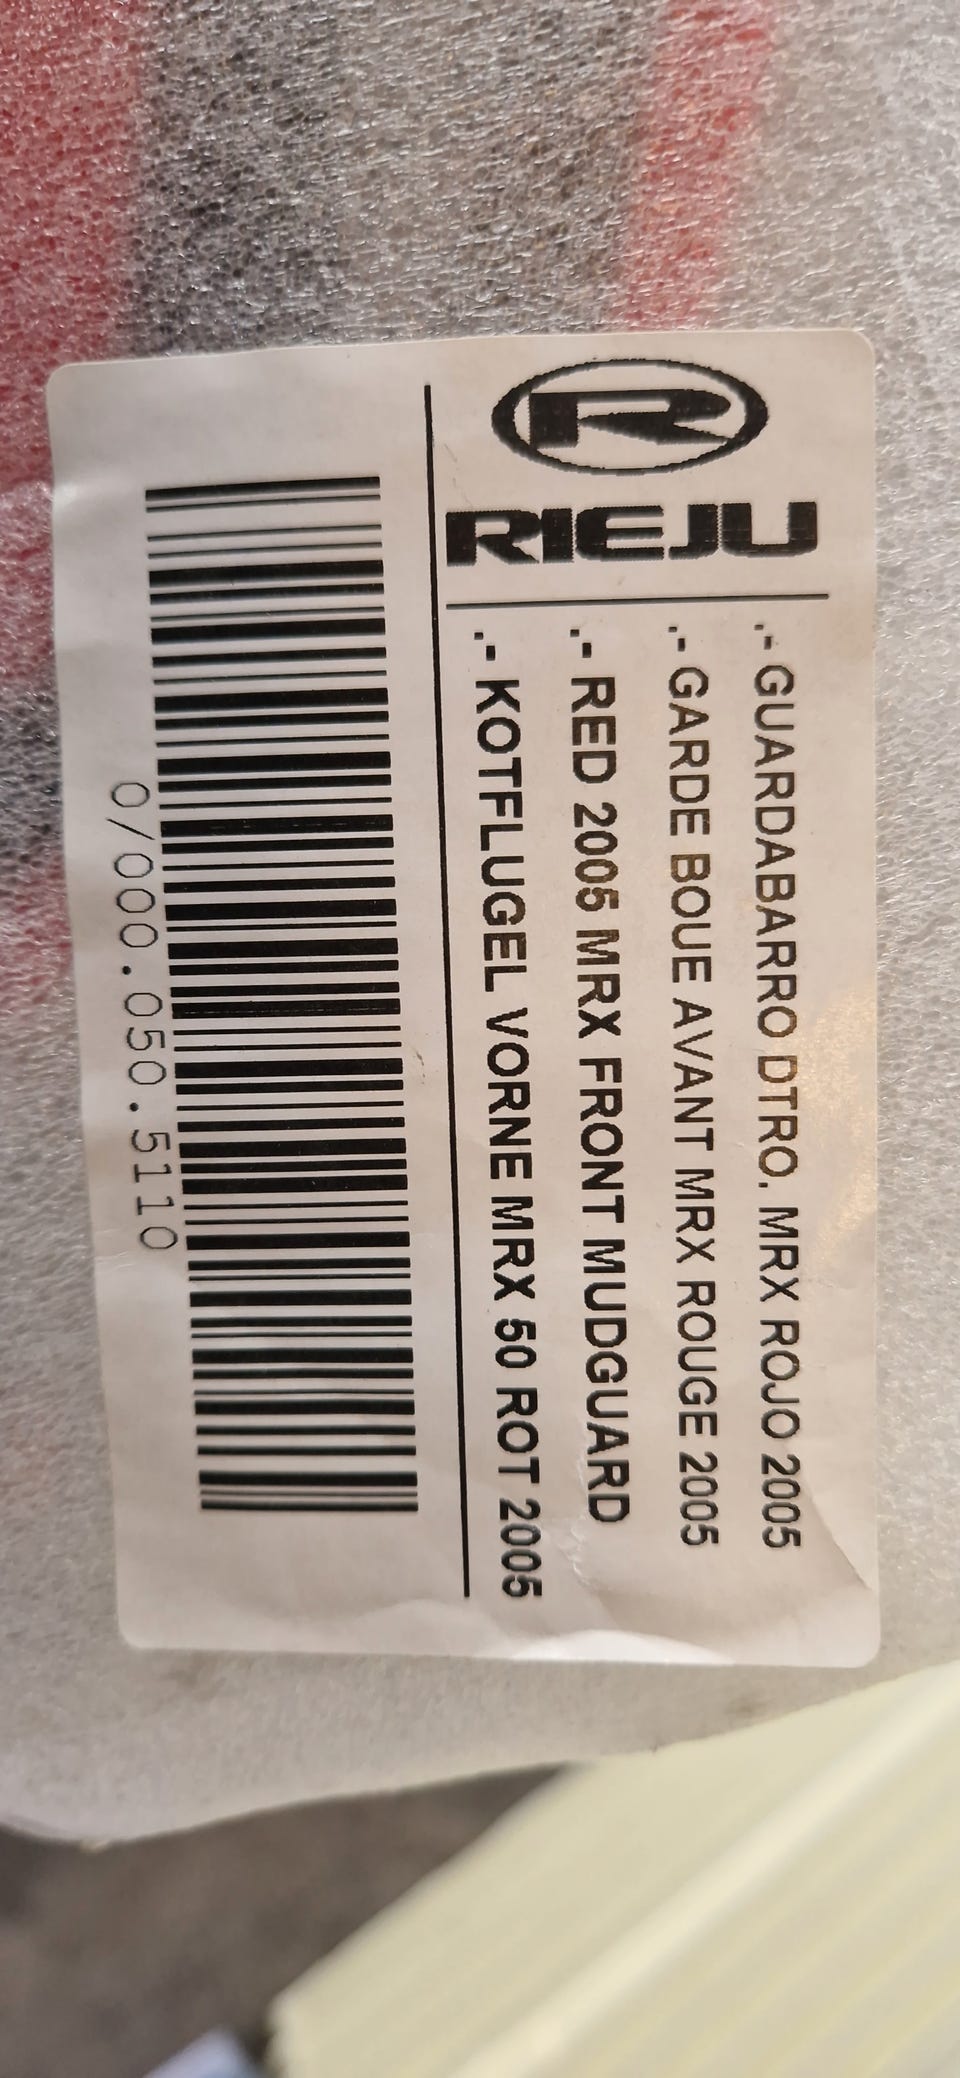 R
RIEJU
.- GUARDABARRO DTRO. MRX ROJO 2005
.- GARDE BOUE AVANT MRX ROUGE 2005
.- RED 2005 MRX FRONT MUDGUARD
.- KOTFLUGEL VORNE MRX 50 ROT 2005
0/000.050.5110